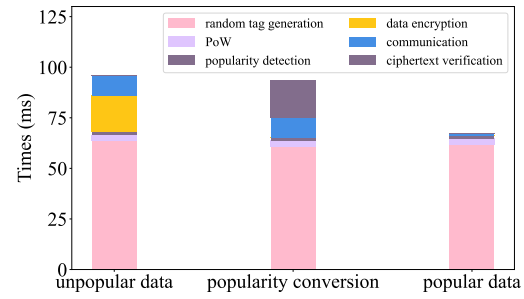 125
100
75
50
25
0
Times (ms)
random tag generation
PoW
popularity detection
data encryption
communication
ciphertext verification
unpopular data
popularity conversion
popular data